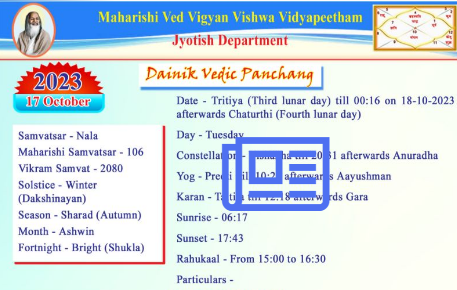 Maharishi Ved Vigyan Vishwa Vidyapeetham
Jyotish Department
2023
17 October
Dainik Vedic Panchang
Samvatsar - Nala
Maharishi Samvatsar - 106
Vikram Samvat - 2080
Solstice - Winter
(Dakshinayan)
Season - Sharad (Autumn)
Month - Ashwin
Fortnight - Bright (Shukla)
Date - Tritiya (Third lunar day) till 00:16 on 18-10-2023
afterwards Chaturthi (Fourth lunar day)
Day - Tuesday
Constellation - till 20:31 afterwards Anuradha
Yog - till 10:2 afterwards Aayushman
Karan - till 12:18 afterwards Gara
Sunrise - 06:17
Sunset - 17:43
Rahukaal - From 15:00 to 16:30
Particulars -